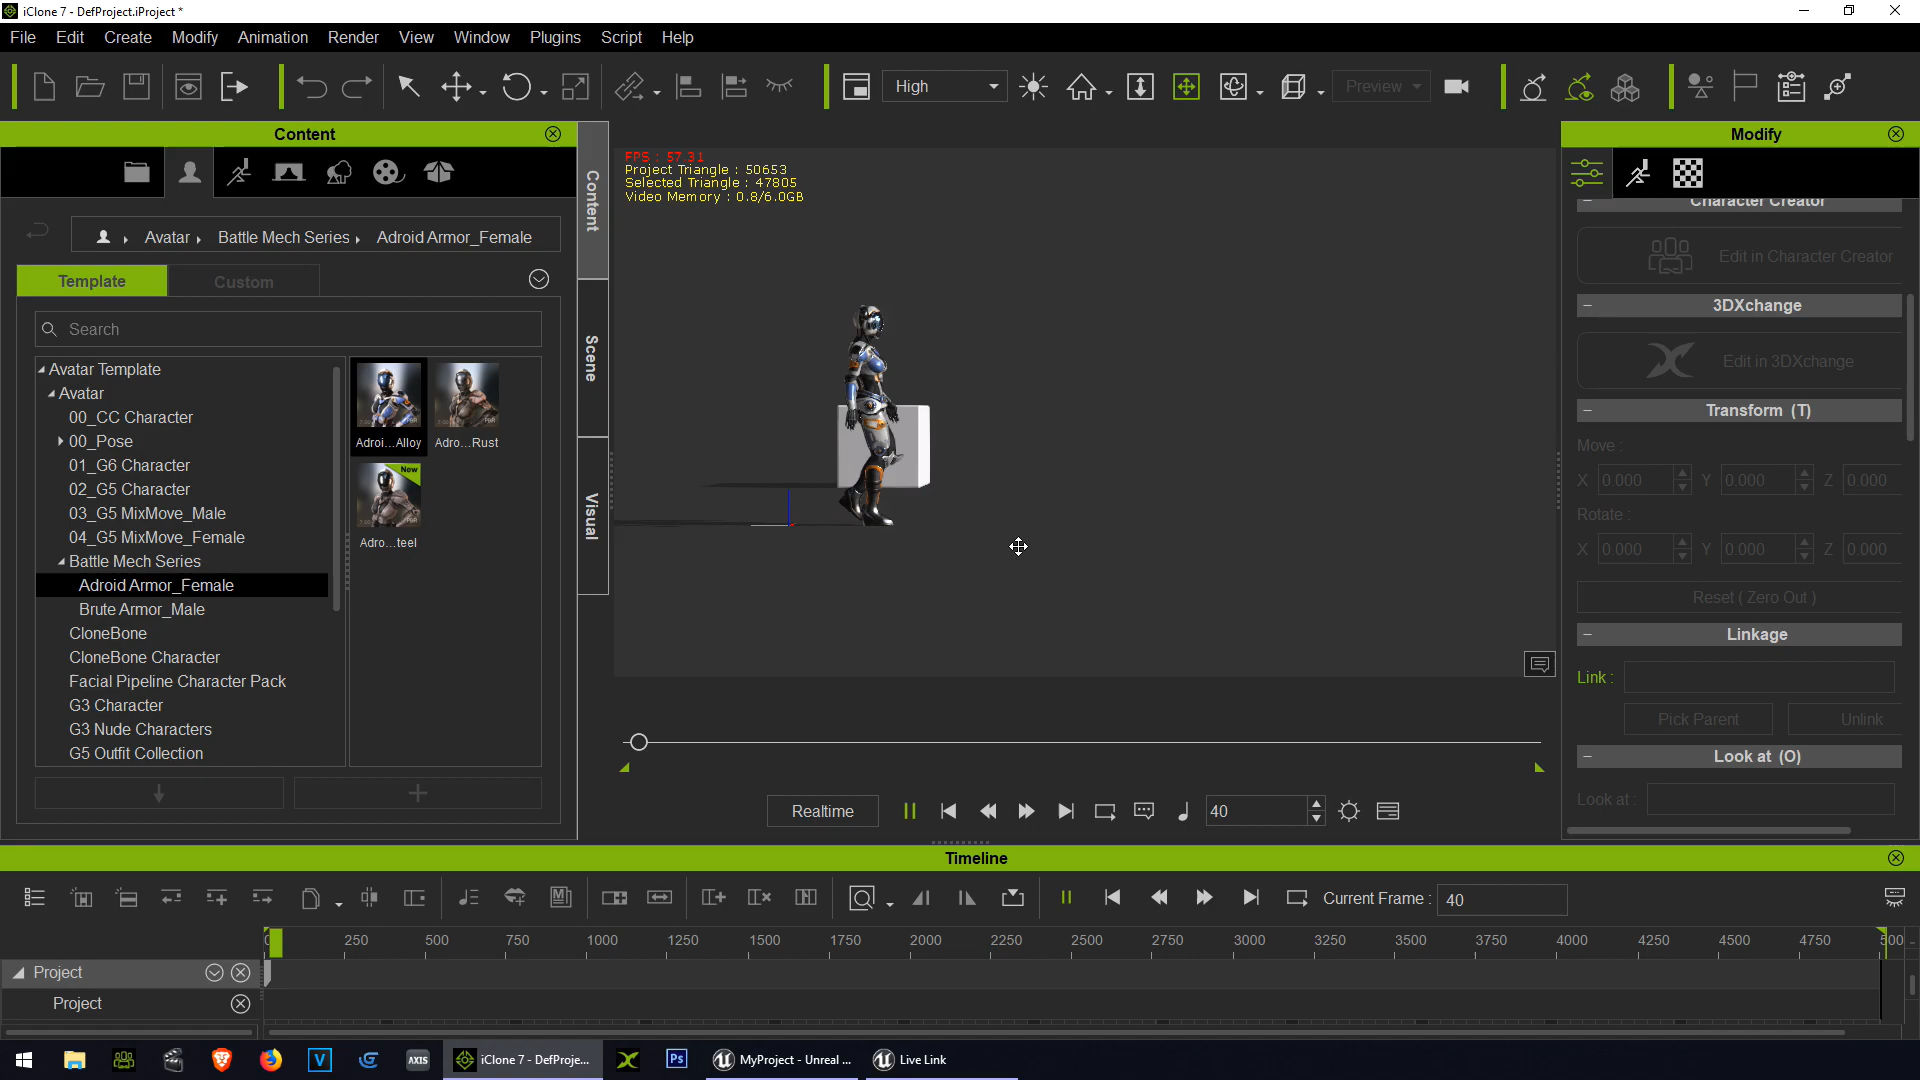 iClone 7 - DefProject.iProject *
File Edit Create Modify Animation Render View Window Plugins Script Help
High
Preview
Content
Avatar Battle Mech Series Adroid Armor_Female
Template Custom
Search
Avatar Template
Avatar
00_CC Character
00_Pose
01_G6 Character
02_G5 Character
03_G5 MixMove_Male
04_G5 MixMove_Female
Battle Mech Series
Adroid Armor_Female
Brute Armor_Male
CloneBone
CloneBone Character
Facial Pipeline Character Pack
G3 Character
G3 Nude Characters
G5 Outfit Collection
Adroi...Alloy Adro...Rust
New
Adro...teel
Content
Scene
Visual
FPS : 57.31
Project Triangle : 50653
Selected Triangle : 47805
Video Memory : 0.8/6.0GB
Realtime 40
Modify
Character Creator
Edit in Character Creator
3DXchange
Edit in 3DXchange
Transform (T)
Move :
X 0.000 Y 0.000 Z 0.000
Rotate :
X 0.000 Y 0.000 Z 0.000
Reset ( Zero Out )
Linkage
Link :
Pick Parent Unlink
Look at (O)
Look at :
Timeline
Current Frame : 40
250 500 750 1000 1250 1500 1750 2000 2250 2500 2750 3000 3250 3500 3750 4000 4250 4500 4750
Project
Project
AXIS iClone 7 - DefProje... Ps MyProject - Unreal ... Live Link